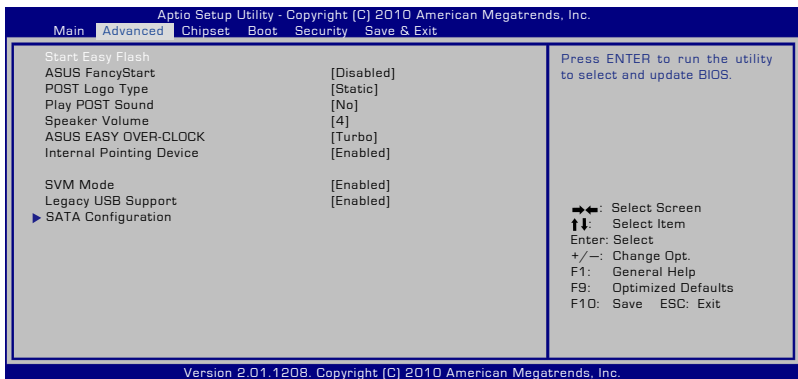 Aptio Setup Utility - Copyright (C) 2010 American Megatrends, Inc.
Main Advanced Chipset Boot Security Save & Exit
Start Easy Flash
ASUS FancyStart [Disabled]
POST Logo Type [Static]
Play POST Sound [No]
Speaker Volume [4]
ASUS EASY OVER-CLOCK [Turbo]
Internal Pointing Device [Enabled]
SVM Mode [Enabled]
Legacy USB Support [Enabled]
SATA Configuration
Press ENTER to run the utility
to select and update BIOS.
→←: Select Screen
↑↓: Select Item
Enter: Select
+/—: Change Opt.
F1: General Help
F9: Optimized Defaults
F10: Save ESC: Exit
Version 2.01.1208. Copyright (C) 2010 American Megatrends, Inc.